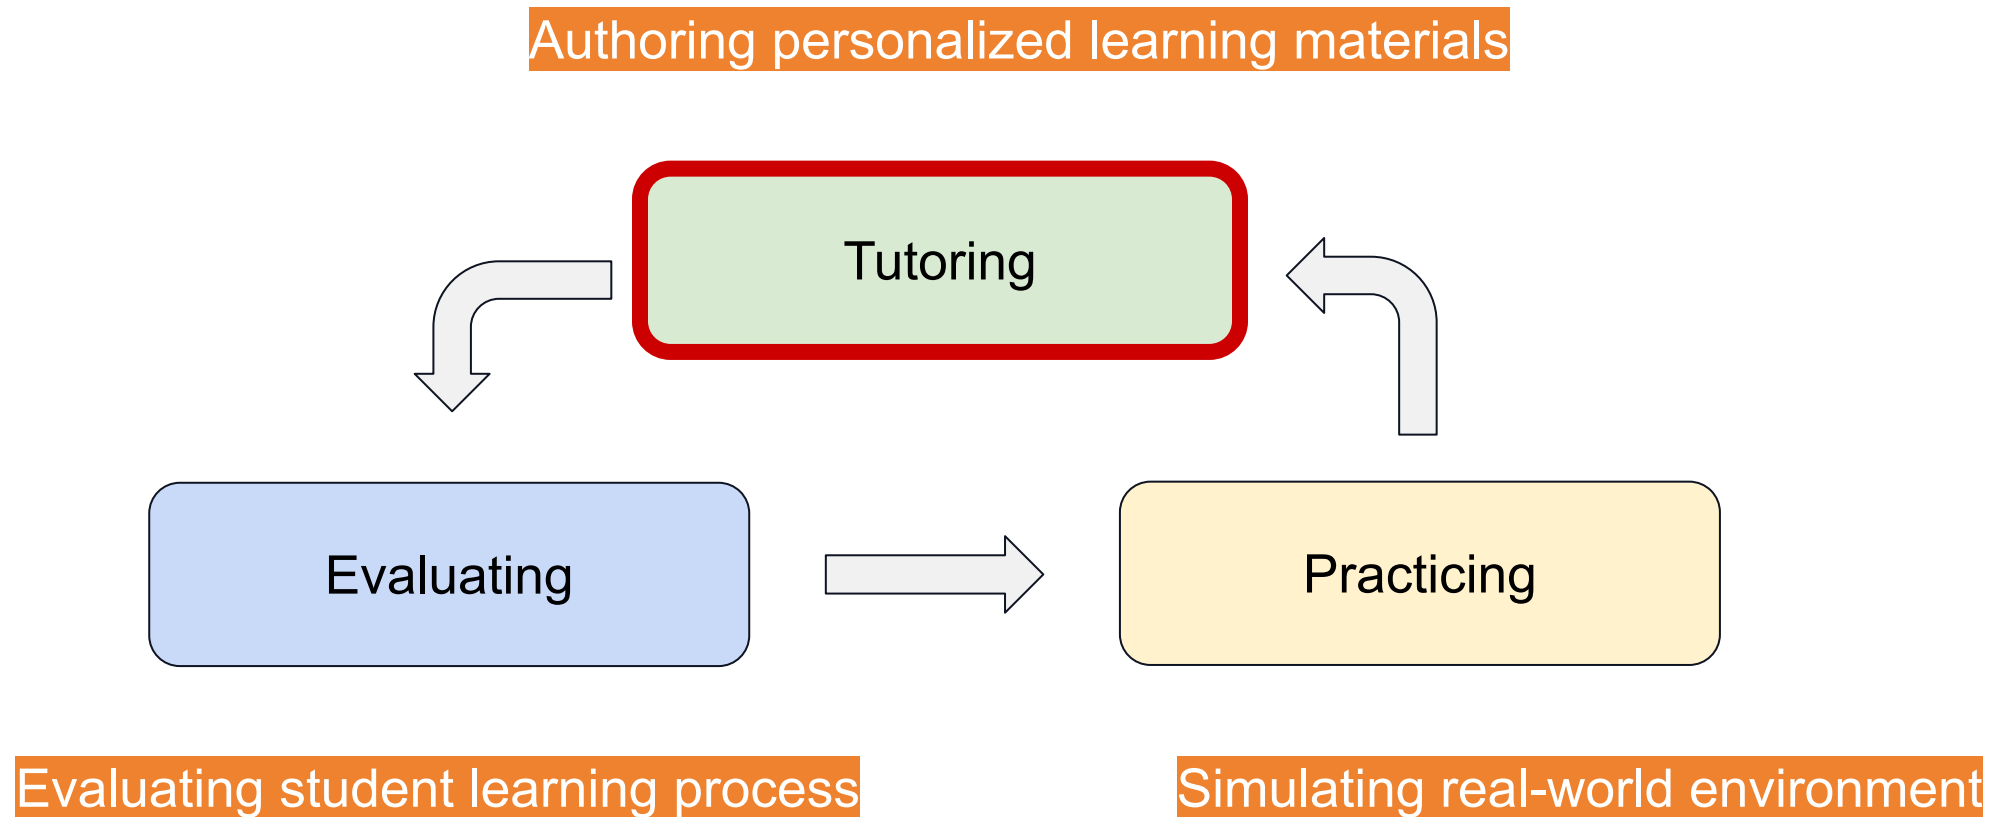 Authoring personalized learning materials
Tutoring
Evaluating
Practicing
Evaluating student learning process
Simulating real-world environment